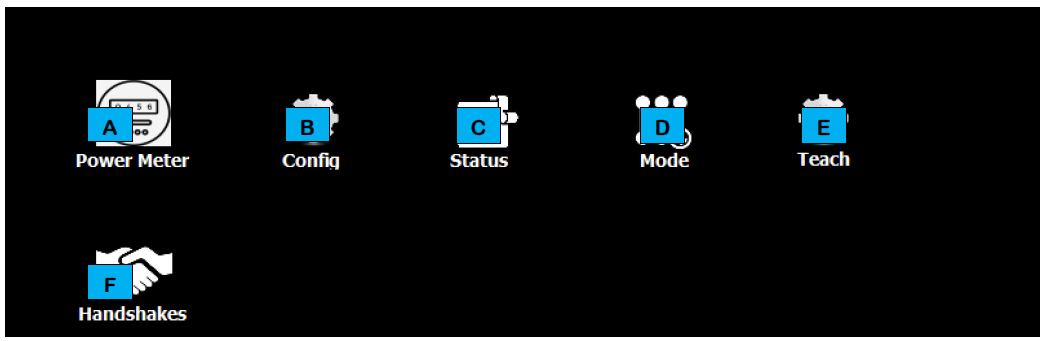 A
B
C
D
E
Power Meter
Config
Status
Mode
Teach
F
Handshakes